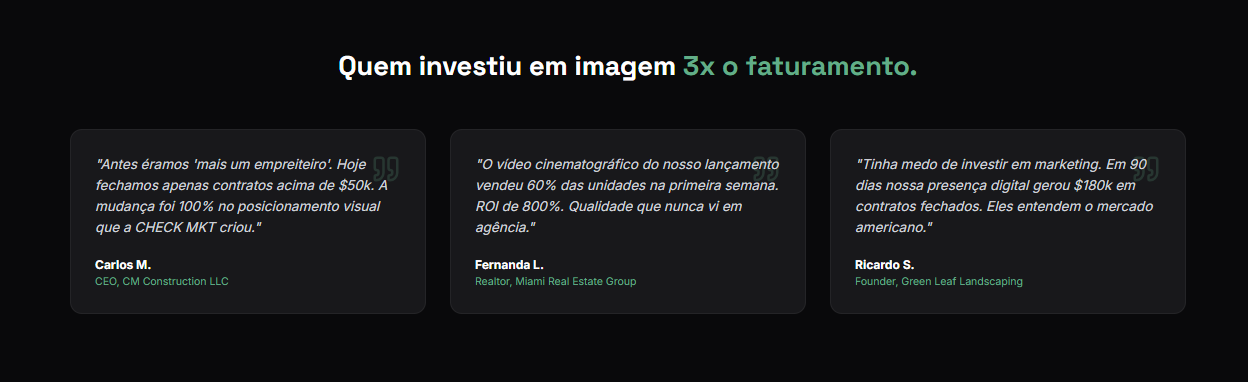 Quem investiu em imagem 3x o faturamento.
"Antes éramos 'mais um empreiteiro'. Hoje
fechamos apenas contratos acima de $50k. A
mudança foi 100% no posicionamento visual
que a CHECK MKT criou."
Carlos M.
CEO, CM Construction LLC
"O vídeo cinematográfico do nosso lançamento
vendeu 60% das unidades na primeira semana.
ROI de 800%. Qualidade que nunca vi em
agência."
Fernanda L.
Realtor, Miami Real Estate Group
"Tinha medo de investir em marketing. Em 90
dias nossa presença digital gerou $180k em
contratos fechados. Eles entendem o mercado
americano."
Ricardo S.
Founder, Green Leaf Landscaping